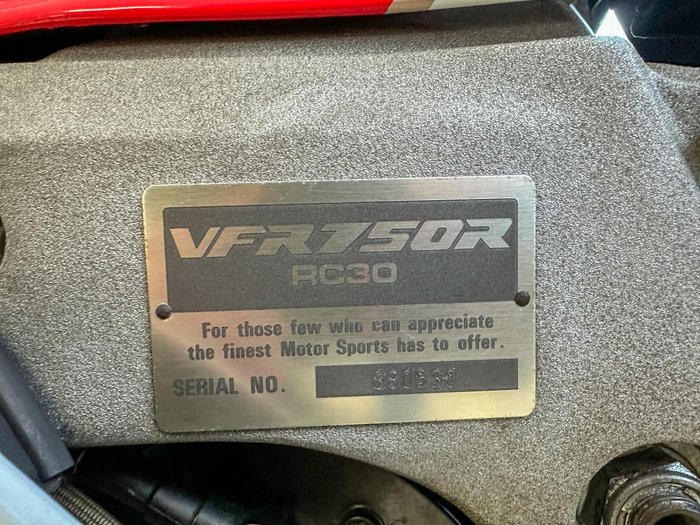 VFR750R
RC30
For those few who can appreciate
the finest Motor Sports has to offer.
SERIAL NO.